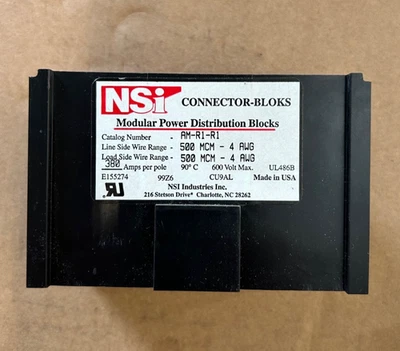 NSi CONNECTOR-BLOKS
Modular Power Distribution Blocks
Catalog Number - AM-R1-R1
Line Side Wire Range - 500 MCM - 4 AWG
Load Side Wire Range - 500 MCM - 4 AWG
380 Amps per pole 90° C 600 Volt Max. UL486B
E155274 99Z6 CU9AL Made in USA
NSI Industries Inc.
216 Stetson Drive* Charlotte, NC 28262